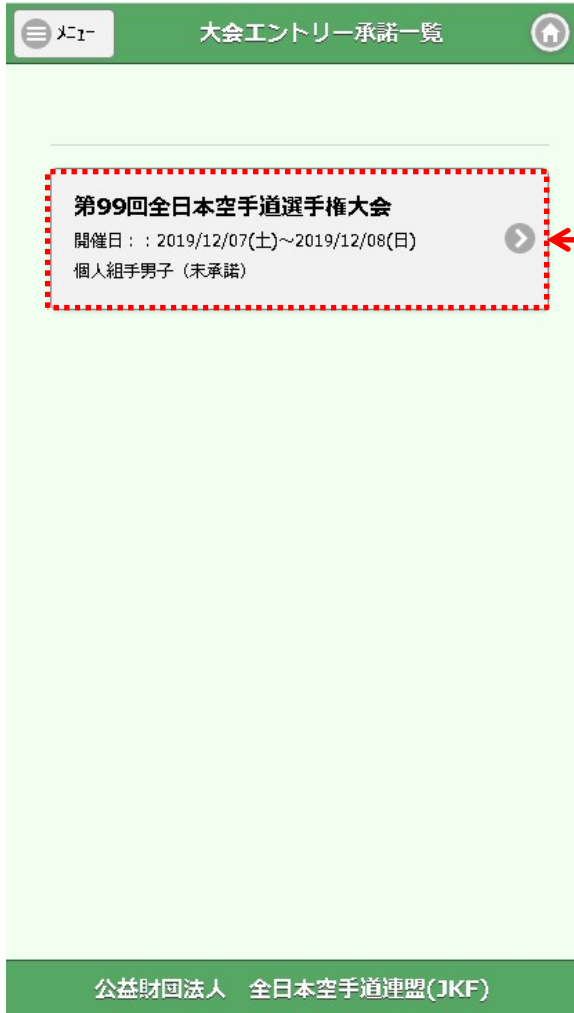 メニュー
大会エントリー承諾一覧
第99回全日本空手道選手権大会
開催日：：2019/12/07(土)～2019/12/08(日)
個人組手男子（未承諾）
公益財団法人　全日本空手道連盟(JKF)